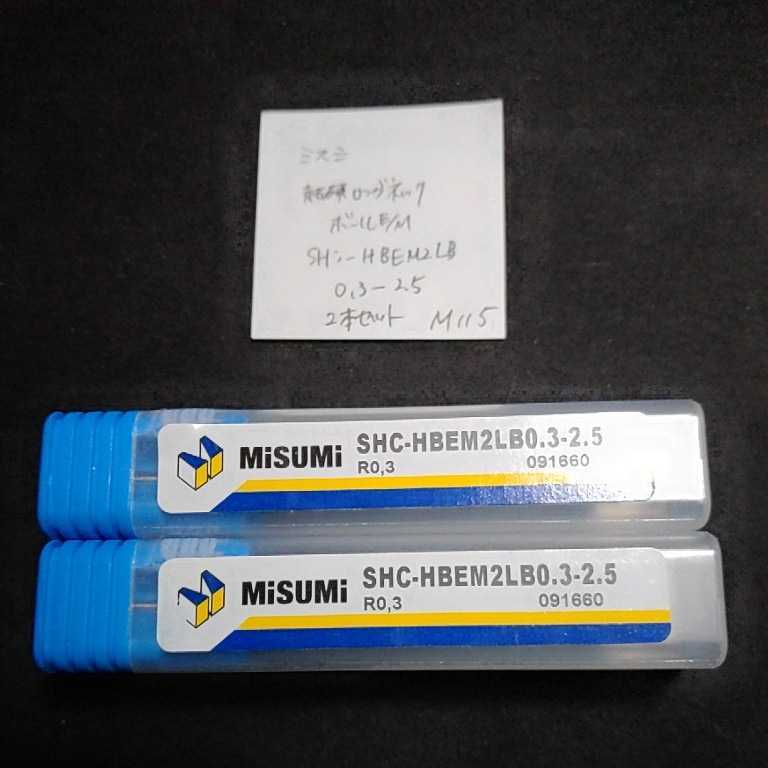 ミスミ
超硬ロングネック
ボールE/M
SHC-HBEM2LB
0.3-2.5
2本セット M115
MiSUMi SHC-HBEM2LB0.3-2.5
R0,3 091660
MiSUMi SHC-HBEM2LB0.3-2.5
R0,3 091660